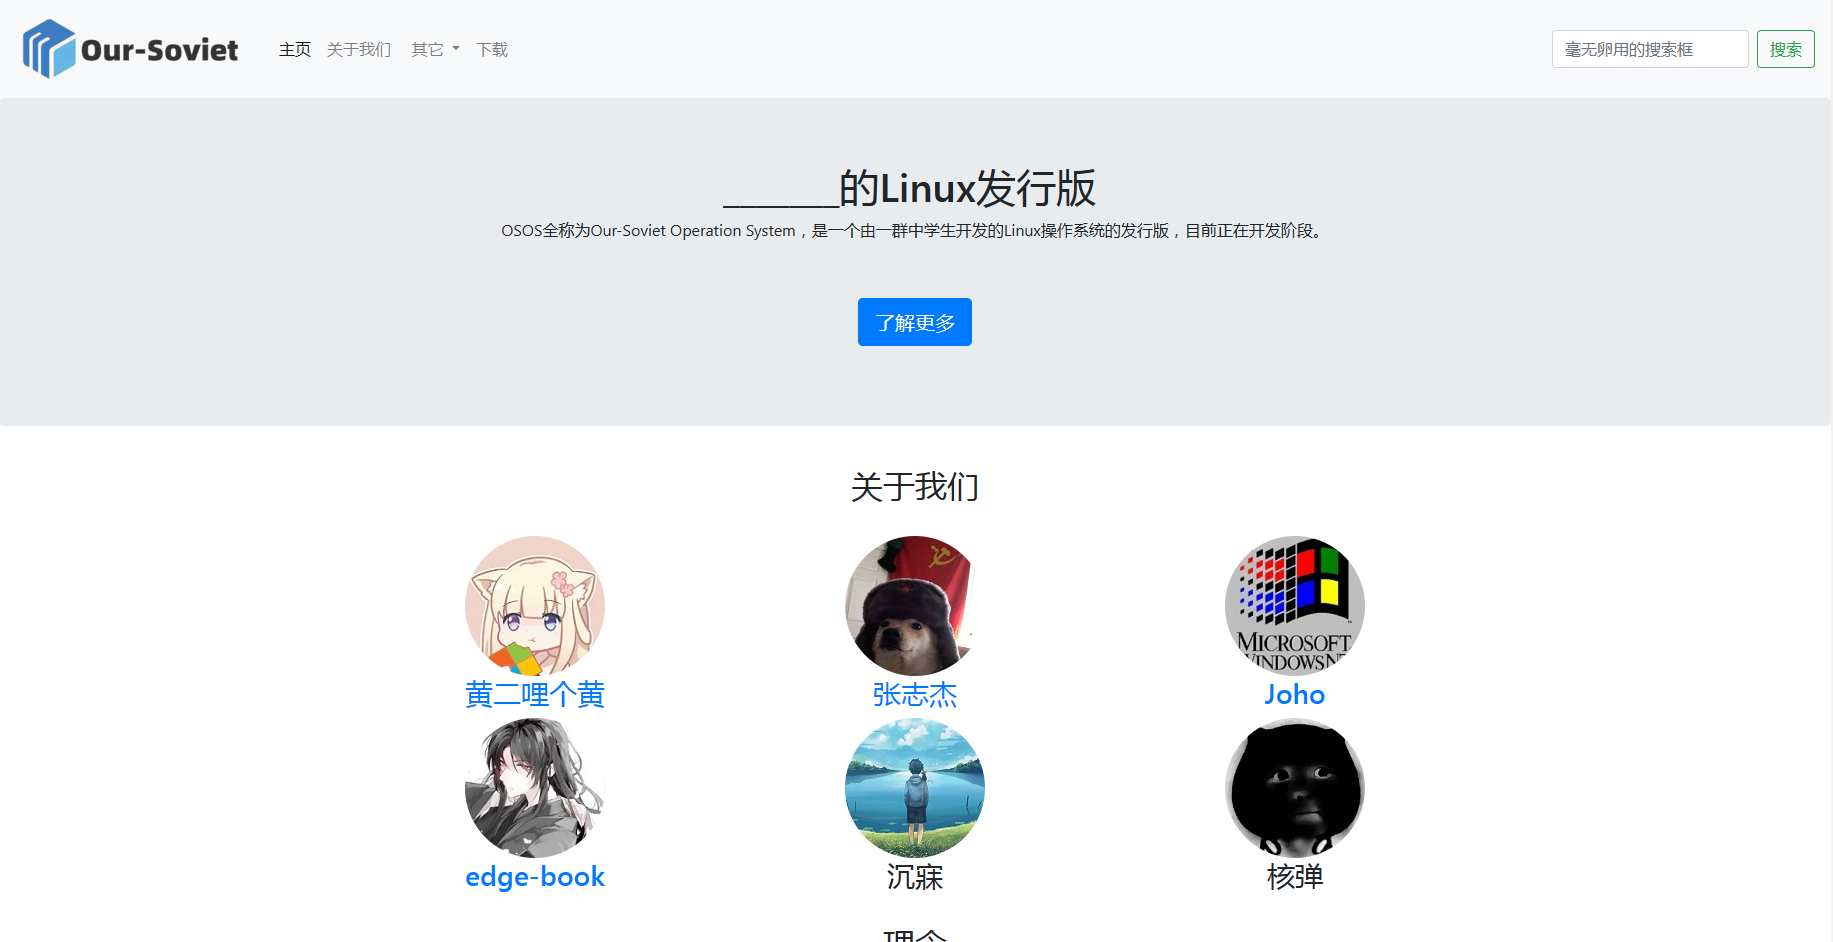 Our-Soviet
主页 关于我们 其它 下载
毫无卵用的搜索框 搜索
_______的Linux发行版
OSOS全称为Our-Soviet Operation System，是一个由一群中学生开发的Linux操作系统的发行版，目前正在开发阶段。
了解更多
关于我们
MICROSOFT
WINDOWS NT
黄二哩个黄 张志杰 Joho
edge-book 沉寐 核弹
理念